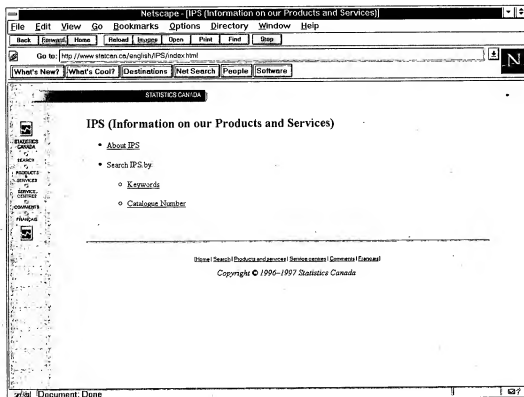 Netscape - [IPS (Information on our Products and Services)]
File Edit View Go Bookmarks Options Directory Window Help
Back Forward Home Reload Images Open Print Find Stop
Go to: http://www.statcan.ca/english/IPS/index.html
N
What's New? What's Cool? Destinations Net Search People Software
STATISTICS CANADA
STATISTICS
CANADA
SEARCH
PRODUCTS
&
SERVICES
SERVICE
CENTRES
COMMENTS
FRANÇAIS
IPS (Information on our Products and Services)
• About IPS
• Search IPS by:
o Keywords
o Catalogue Number
[Home | Search | Products and services | Service centres | Comments | Français]
Copyright © 1996-1997 Statistics Canada
Document: Done